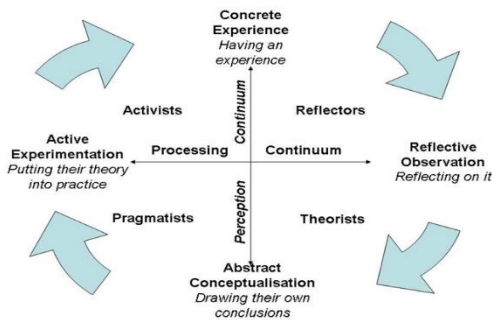 Concrete
Experience
Having an
experience
Activists
Reflectors
Continuum
Active
Experimentation
Putting their theory
into practice
Processing
Continuum
Reflective
Observation
Reflecting on it
Perception
Pragmatists
Theorists
Abstract
Conceptualisation
Drawing their own
conclusions